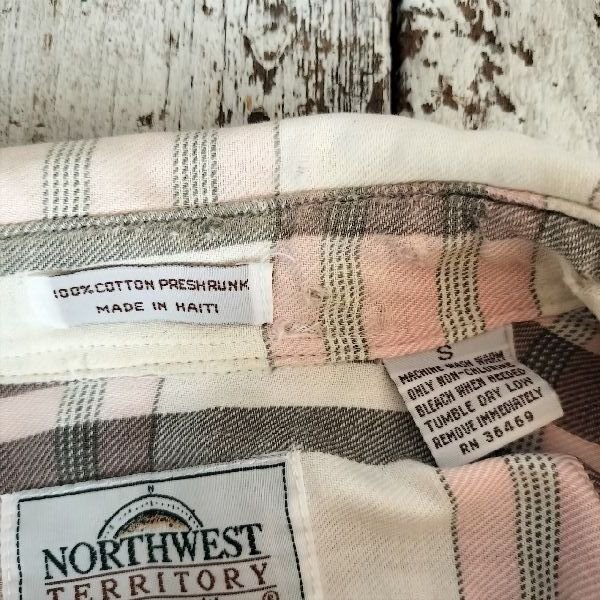 100% COTTON PRESHRUNK
MADE IN HAITI
S
MACHINE WASH WARM
ONLY NON-CHLORINE
BLEACH WHEN NEEDED
TUMBLE DRY LOW
REMOVE IMMEDIATELY
RN 36469
NORTHWEST
TERRITORY
®